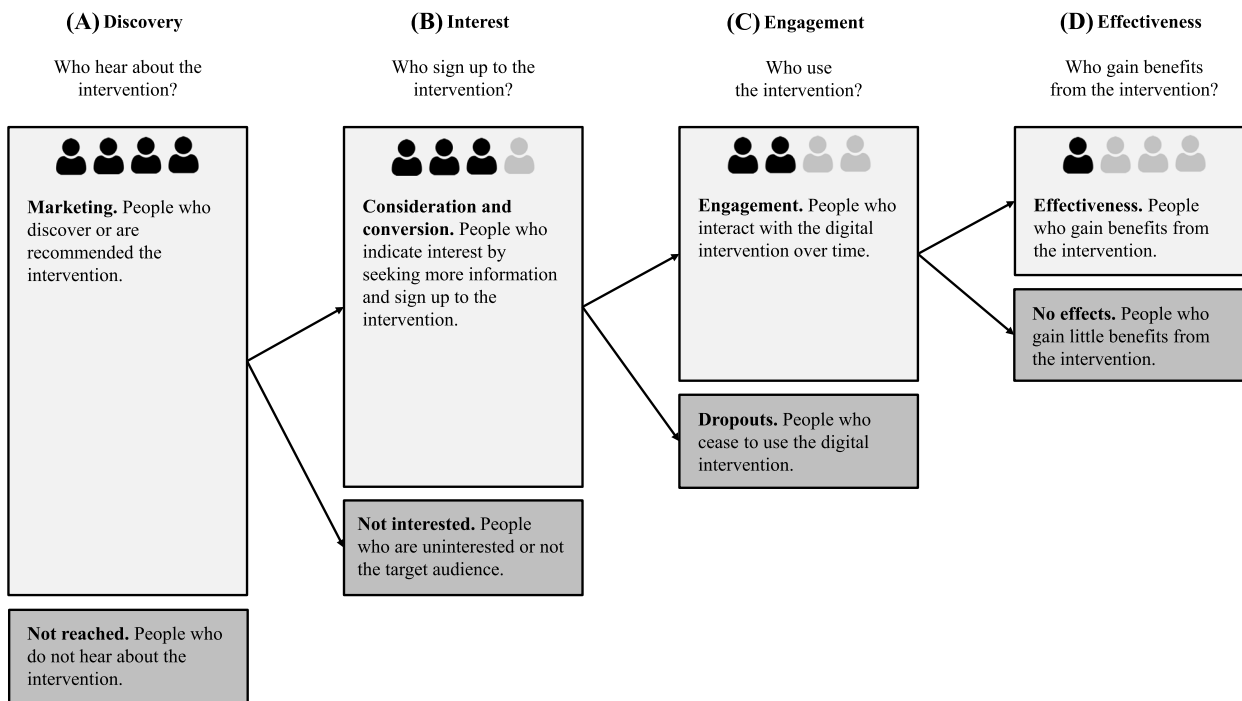 (A) Discovery
Who hear about the
intervention?
Marketing. People who
discover or are
recommended the
intervention.
Not reached. People who
do not hear about the
intervention.
(B) Interest
Who sign up to the
intervention?
Consideration and
conversion. People who
indicate interest by
seeking more information
and sign up to the
intervention.
Not interested. People
who are uninterested or not
the target audience.
(C) Engagement
Who use
the intervention?
Engagement. People who
interact with the digital
intervention over time.
Dropouts. People who
cease to use the digital
intervention.
(D) Effectiveness
Who gain benefits
from the intervention?
Effectiveness. People
who gain benefits from
the intervention.
No effects. People who
gain little benefits from
the intervention.